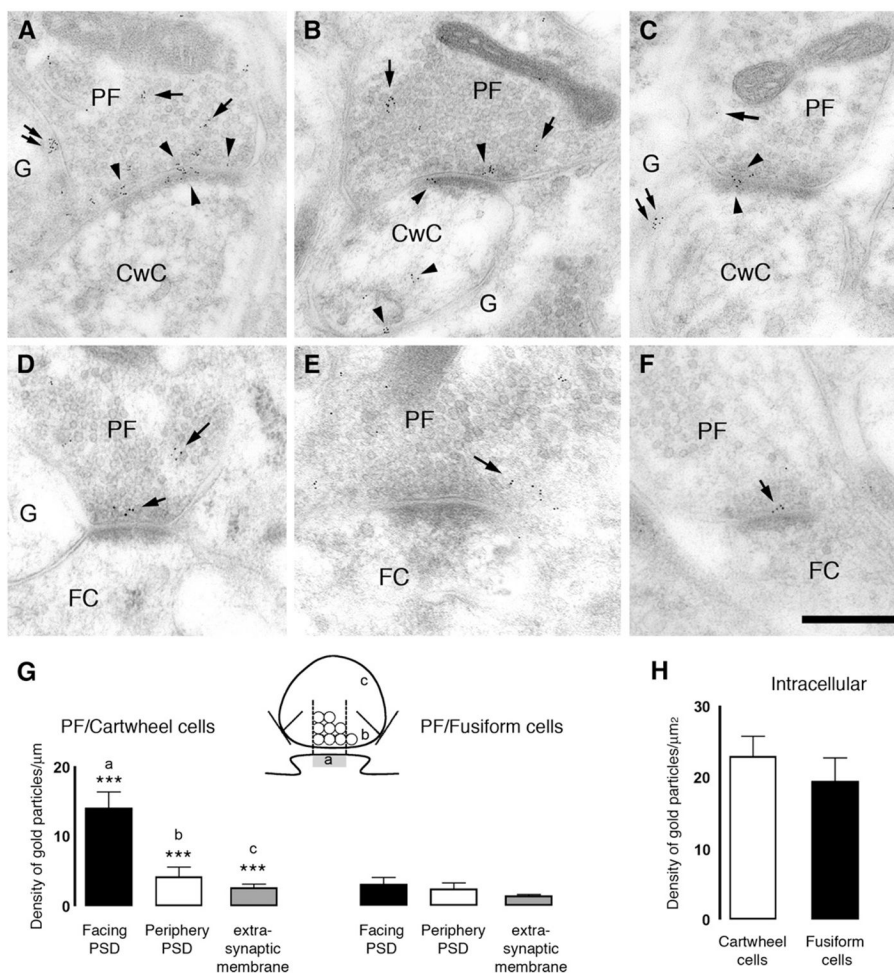 A
PF
G
CwC
B
PF
CwC
G
C
PF
G
CwC
D
PF
G
FC
E
PF
FC
F
PF
FC
G
PF/Cartwheel cells
PF/Fusiform cells
c
b
a
Density of gold particles/μm
20
10
0
a
***
b
***
c
***
Facing
PSD
Periphery
PSD
extra-
synaptic
membrane
Facing
PSD
Periphery
PSD
extra-
synaptic
membrane
H
Intracellular
Density of gold particles/μm2
30
20
10
0
Cartwheel
cells
Fusiform
cells